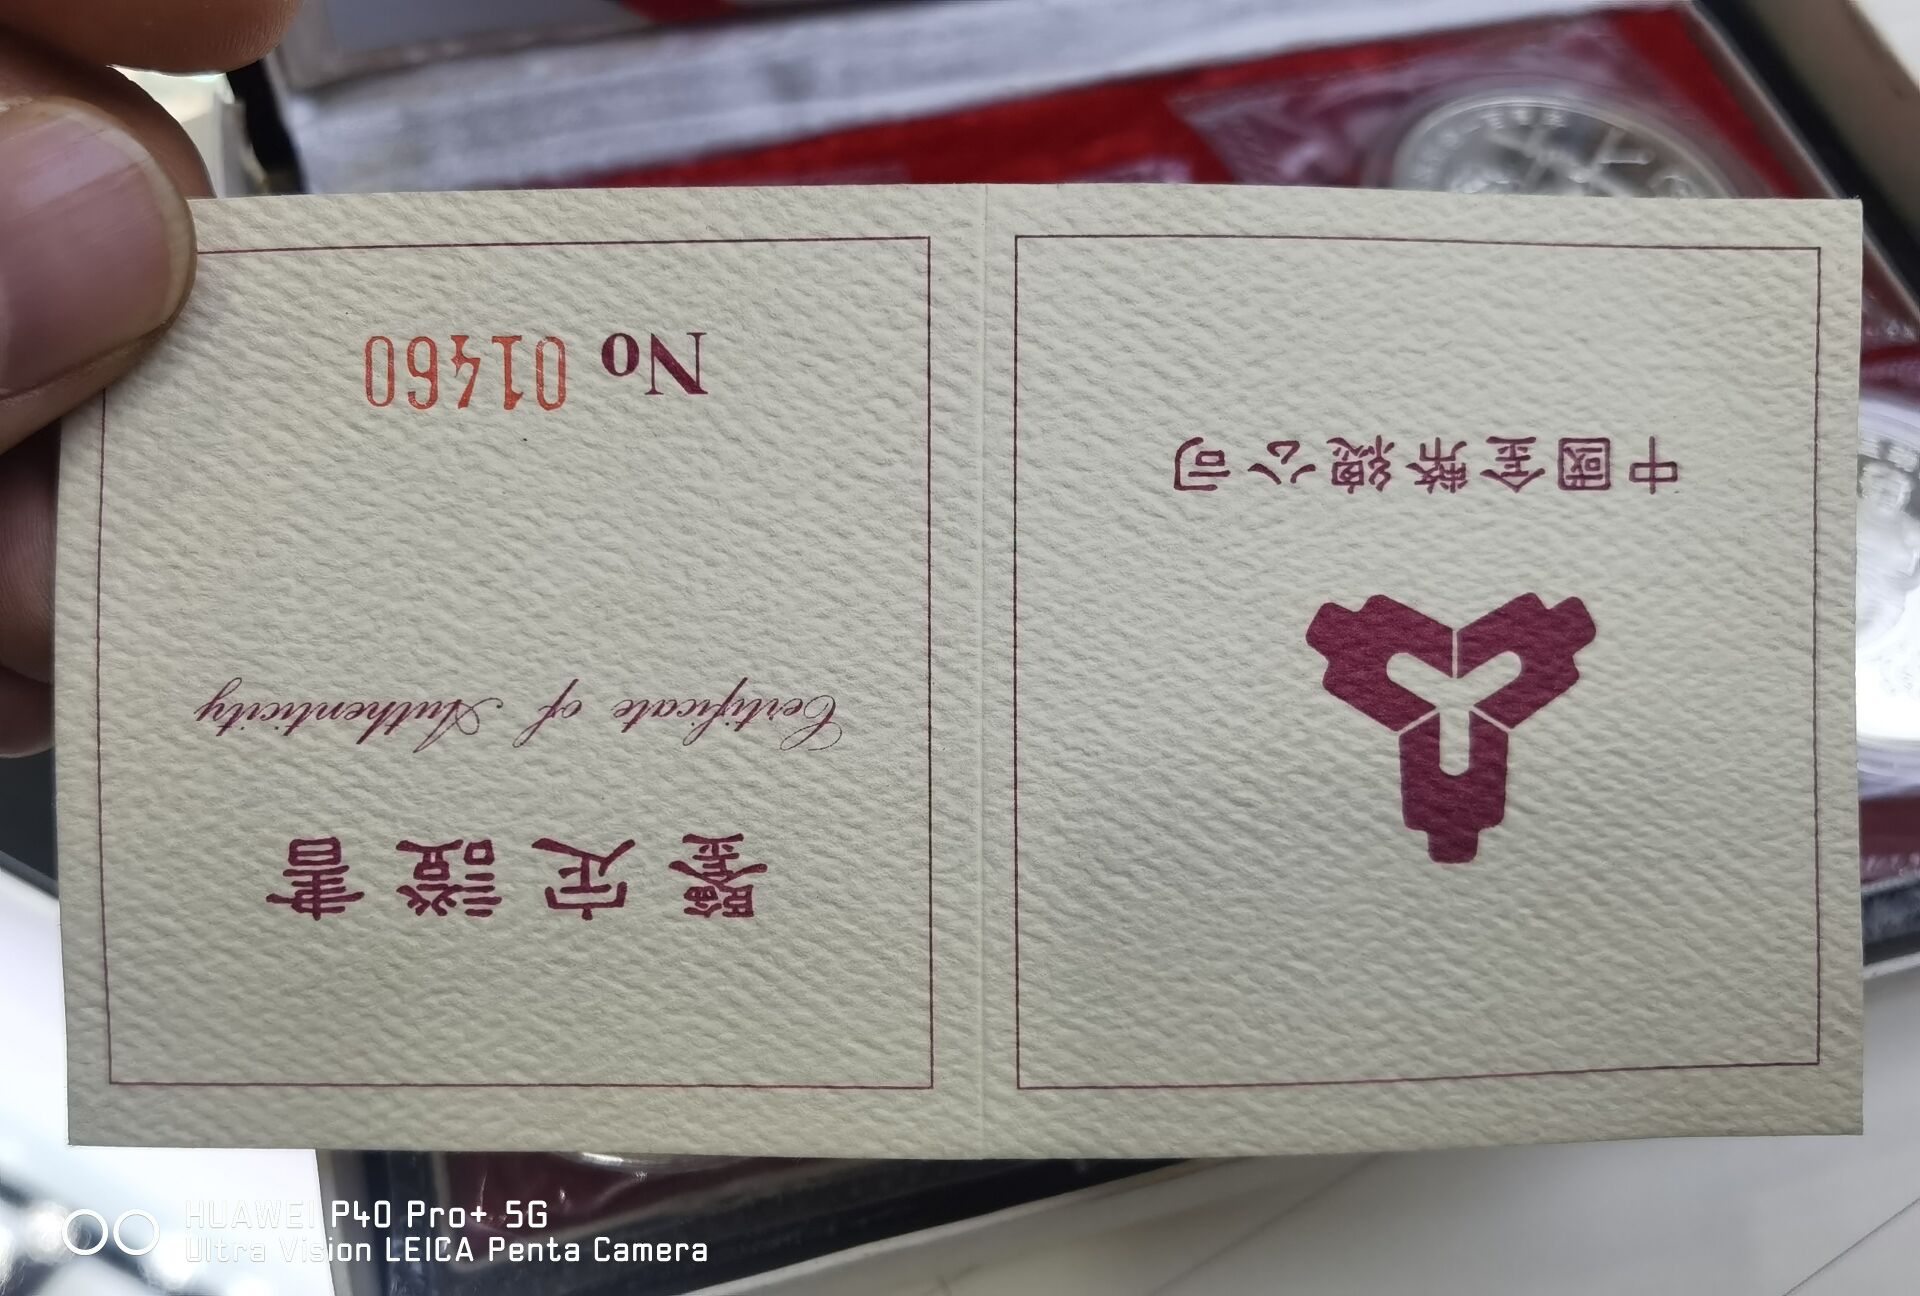 中國金幣總公司
鑒定證書
Certificate of Authenticity
No 01460
HUAWEI P40 Pro+ 5G
Ultra Vision LEICA Penta Camera